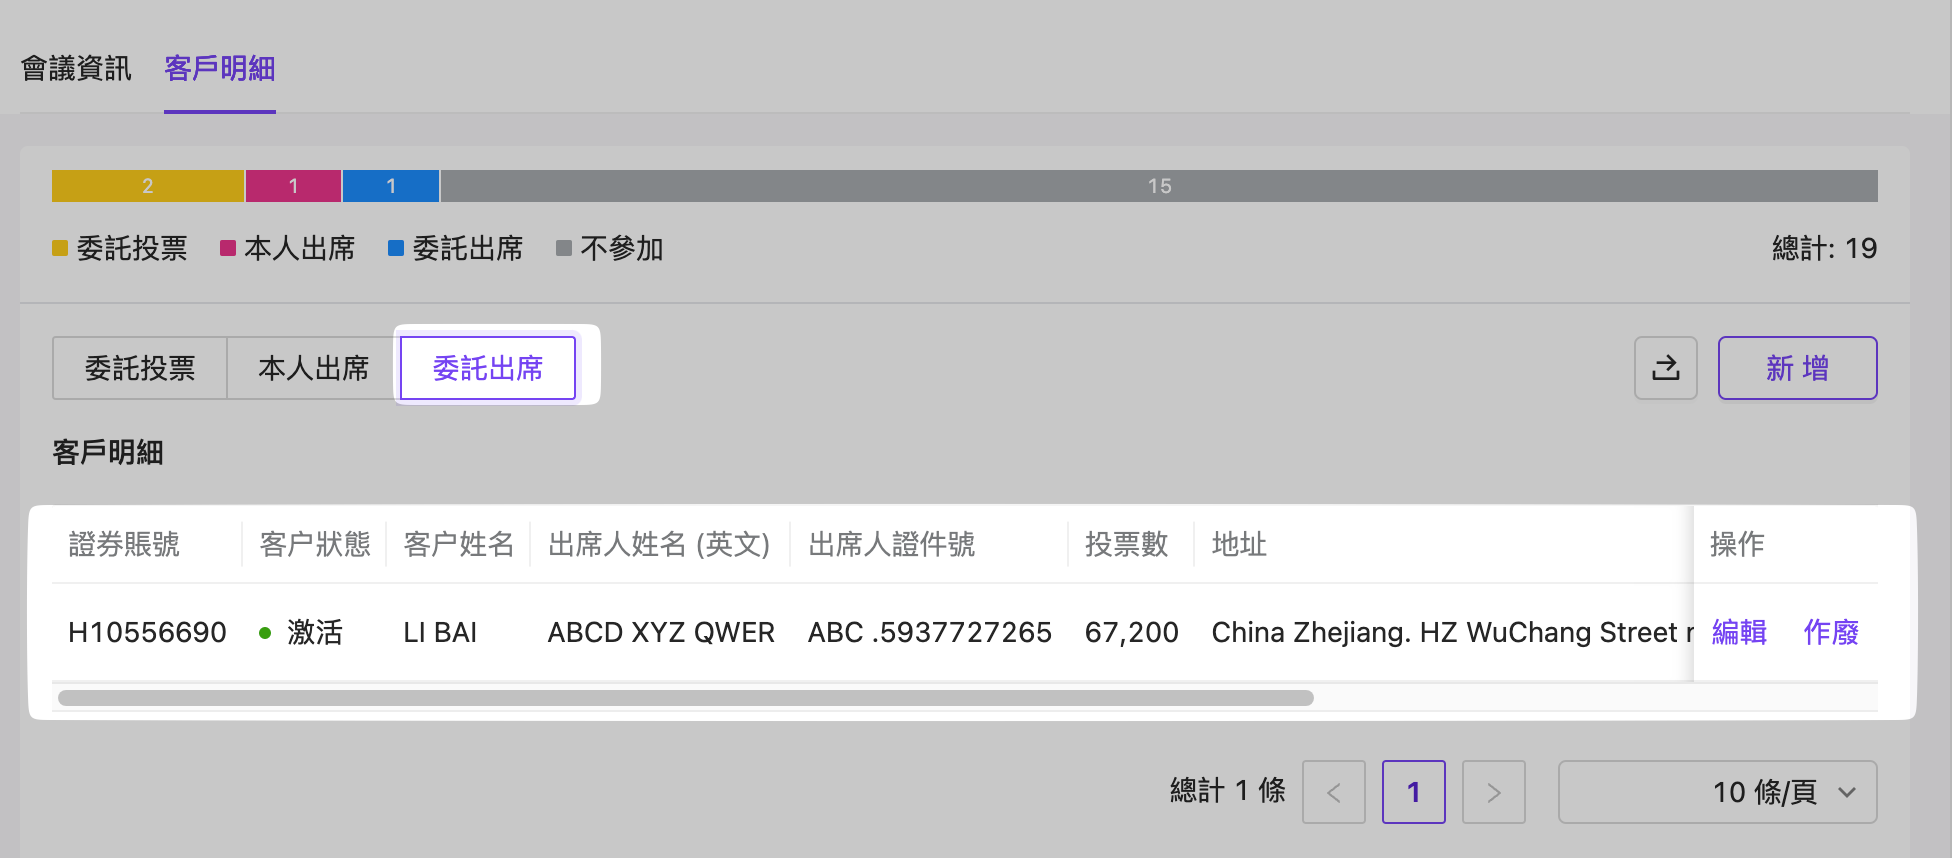 會議資訊 客戶明細
2 1 1 15
委託投票 本人出席 委託出席 不參加 總計: 19
委託投票 本人出席 委託出席 新 增
客戶明細
證券賬號 客户狀態 客户姓名 出席人姓名 (英文) 出席人證件號 投票數 地址 操作
H10556690 激活 LI BAI ABCD XYZ QWER ABC .5937727265 67,200 China Zhejiang. HZ WuChang Street 編輯 作廢
總計 1 條 < 1 > 10 條/頁